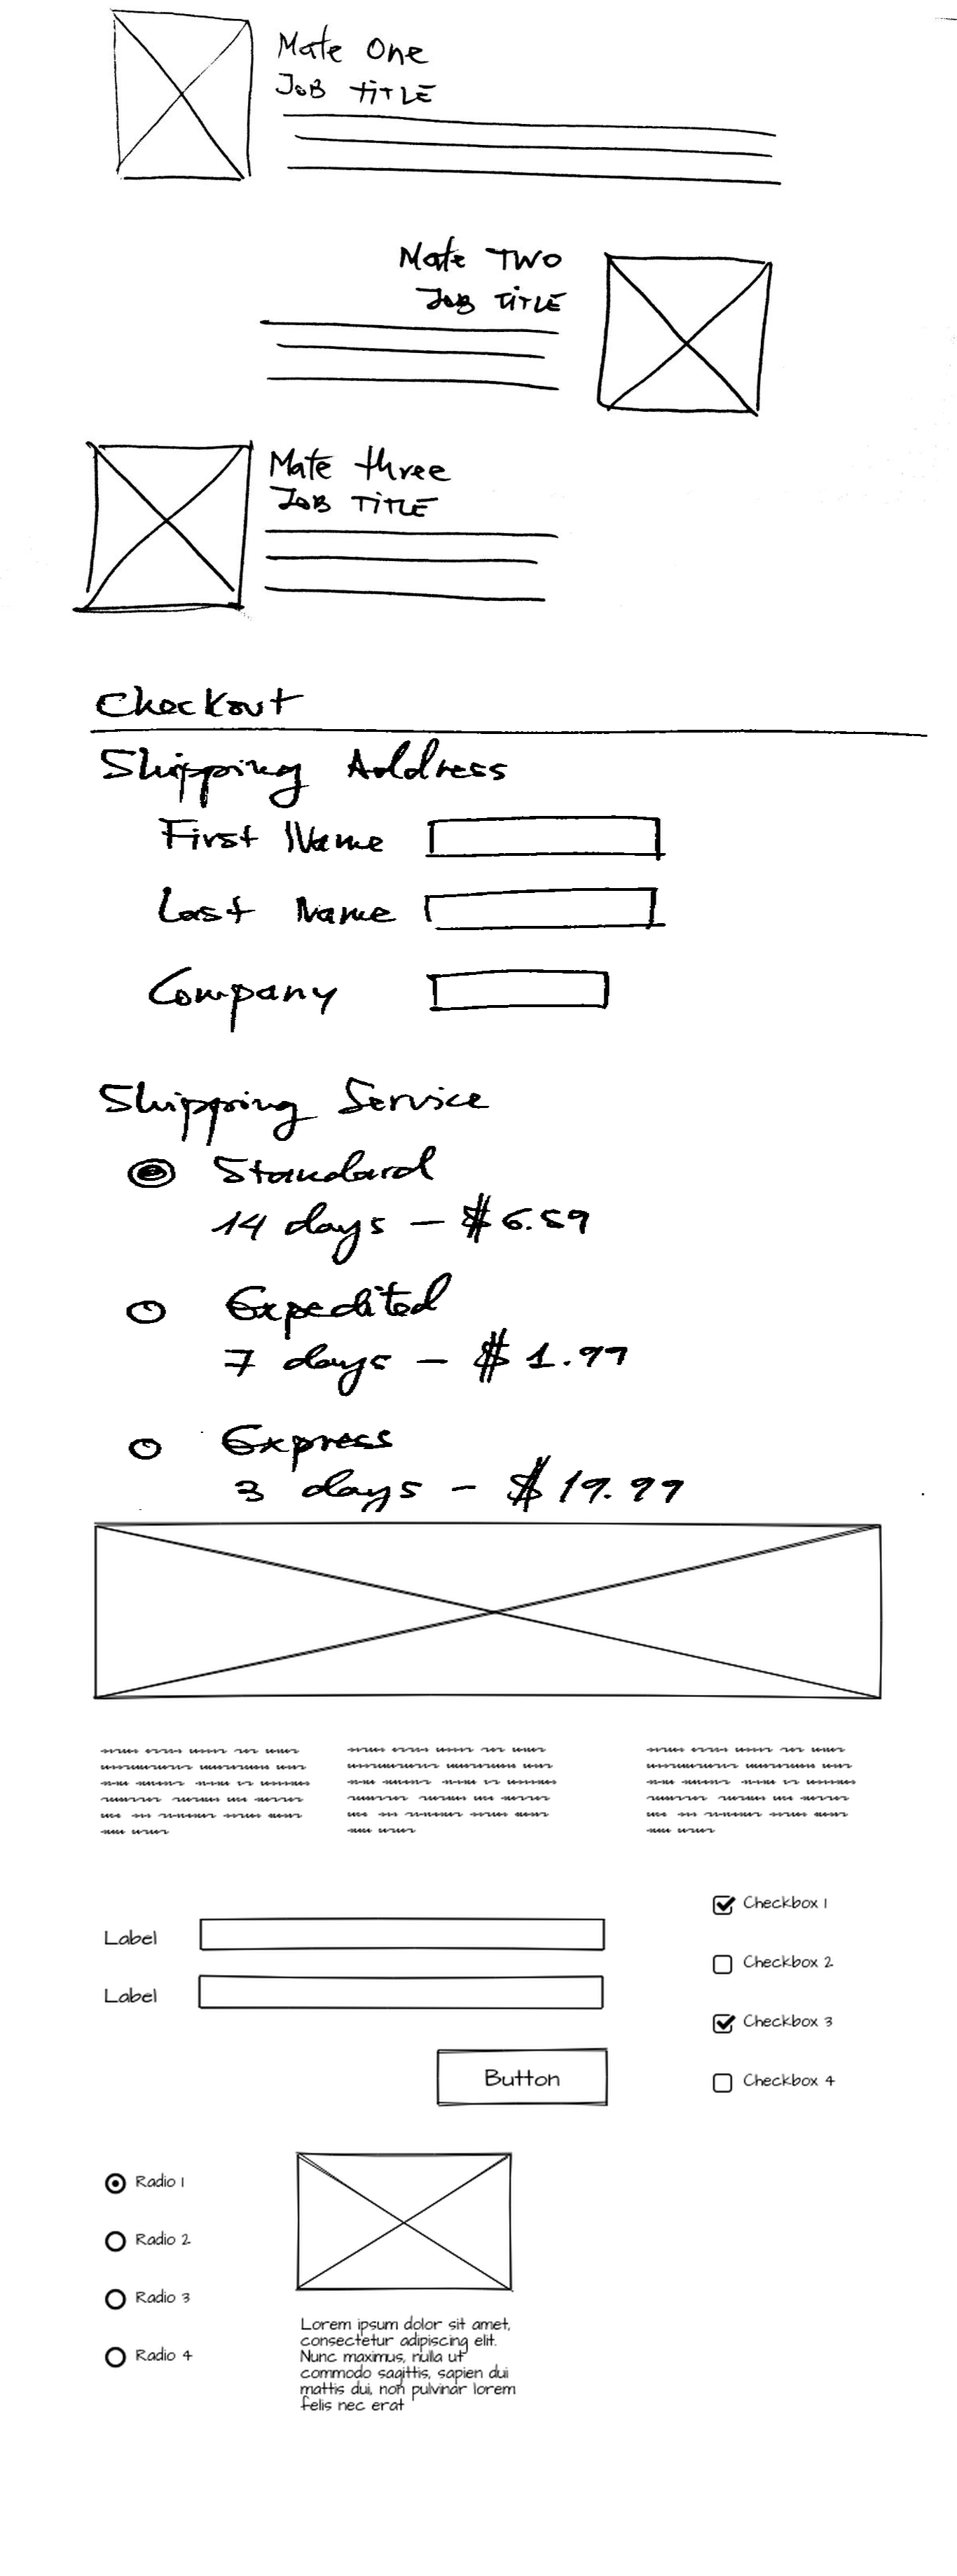 Mate One
JOB TITLE
Mate TWO
JOB TITLE
Mate three
JOB TITLE
Checkout
Shipping Address
First Name
Last Name
Company
Shipping Service
Standard
14 days – $6.59
Expedited
7 days – $1.99
Express
3 days – $19.99
Label
Label
Button
Checkbox 1
Checkbox 2
Checkbox 3
Checkbox 4
Radio 1
Radio 2
Radio 3
Radio 4
Lorem ipsum dolor sit amet,
consectetur adipiscing elit.
Nunc maximus, nulla ut
commodo sagittis, sapien dui
mattis dui, non pulvinar lorem
felis nec erat